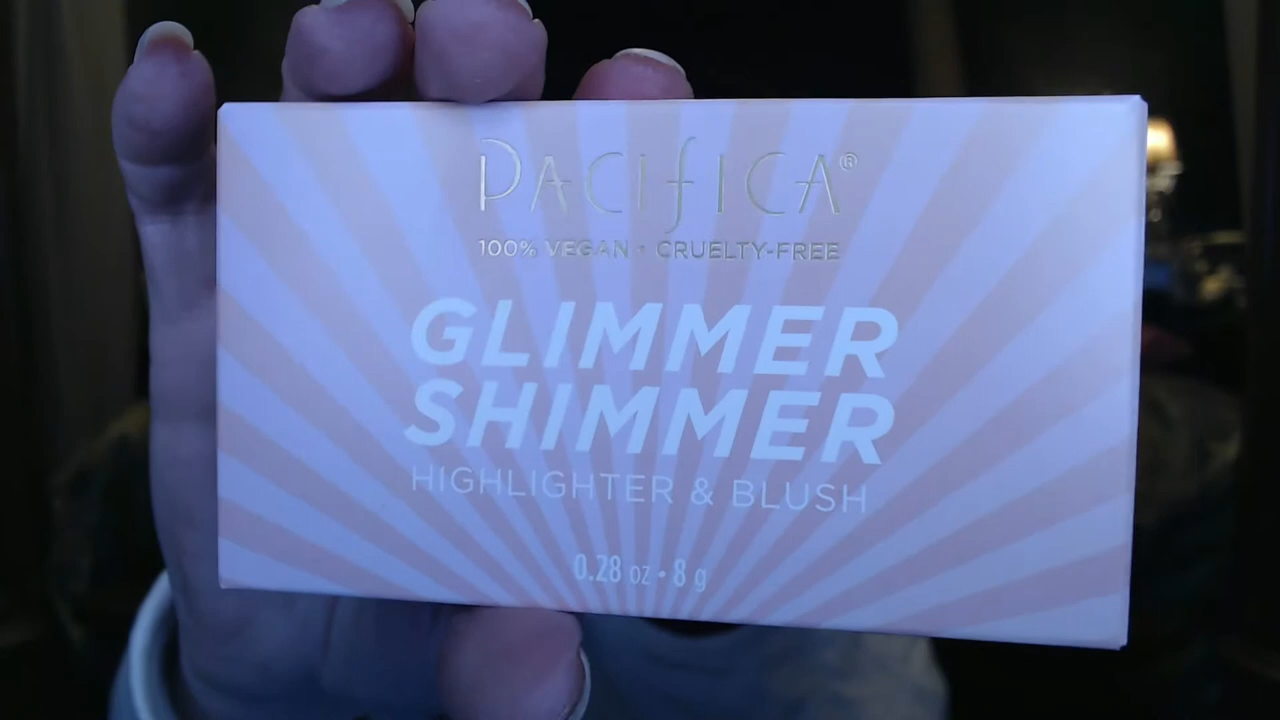 PACIFICA®
100% VEGAN • CRUELTY-FREE
GLIMMER
SHIMMER
HIGHLIGHTER & BLUSH
0.28 oz • 8 g